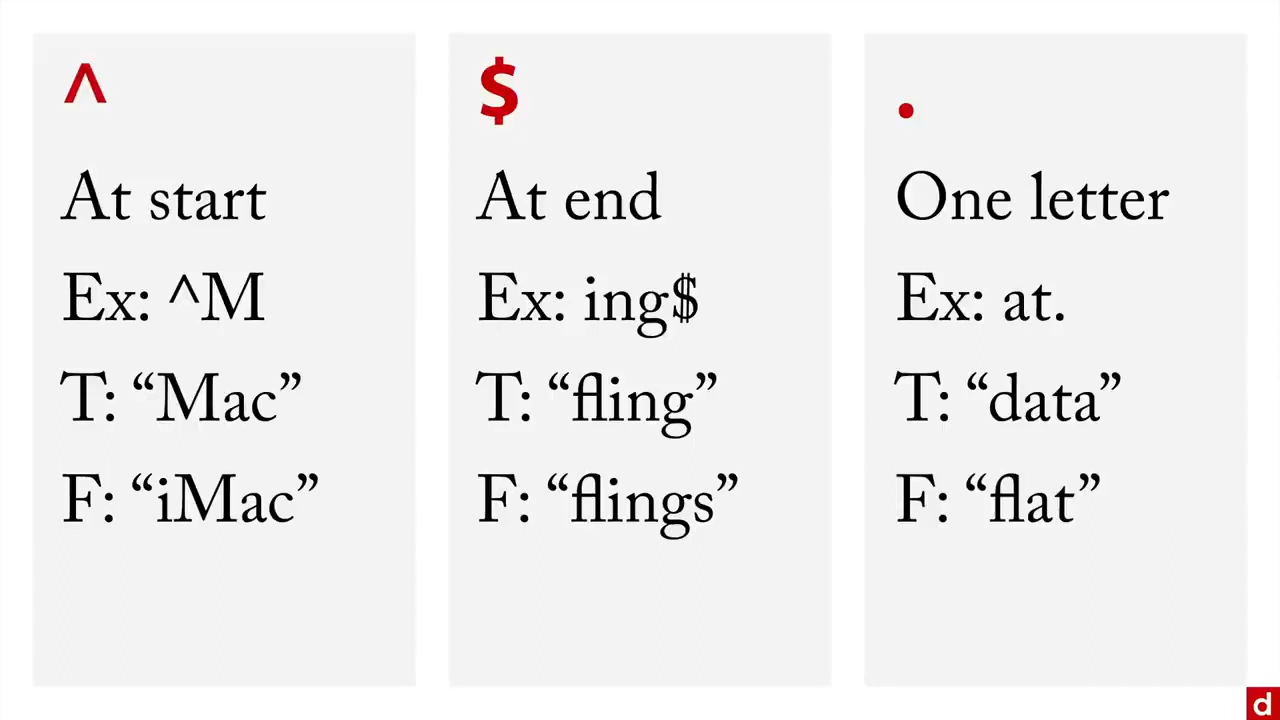 ^
At start
Ex: ^M
T: “Mac”
F: “iMac”
$
At end
Ex: ing$
T: “fling”
F: “flings”
.
One letter
Ex: at.
T: “data”
F: “flat”
d